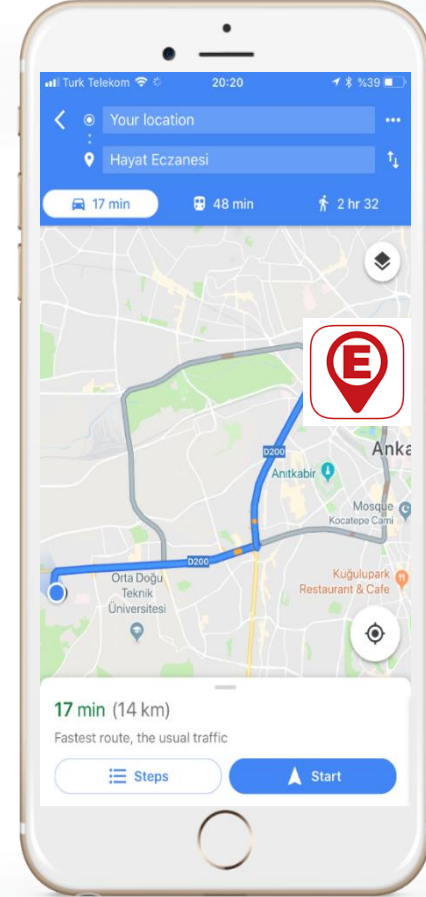 Turk Telekom 20:20 %39
Your location
Hayat Eczanesi
17 min 48 min 2 hr 32
E
D200
Anka
Anıtkabir
Mosque
Kocatepe Cami
D200
Orta Doğu
Teknik
Üniversitesi
Kuğulupark
Restaurant & Cafe
17 min (14 km)
Fastest route, the usual traffic
Steps Start